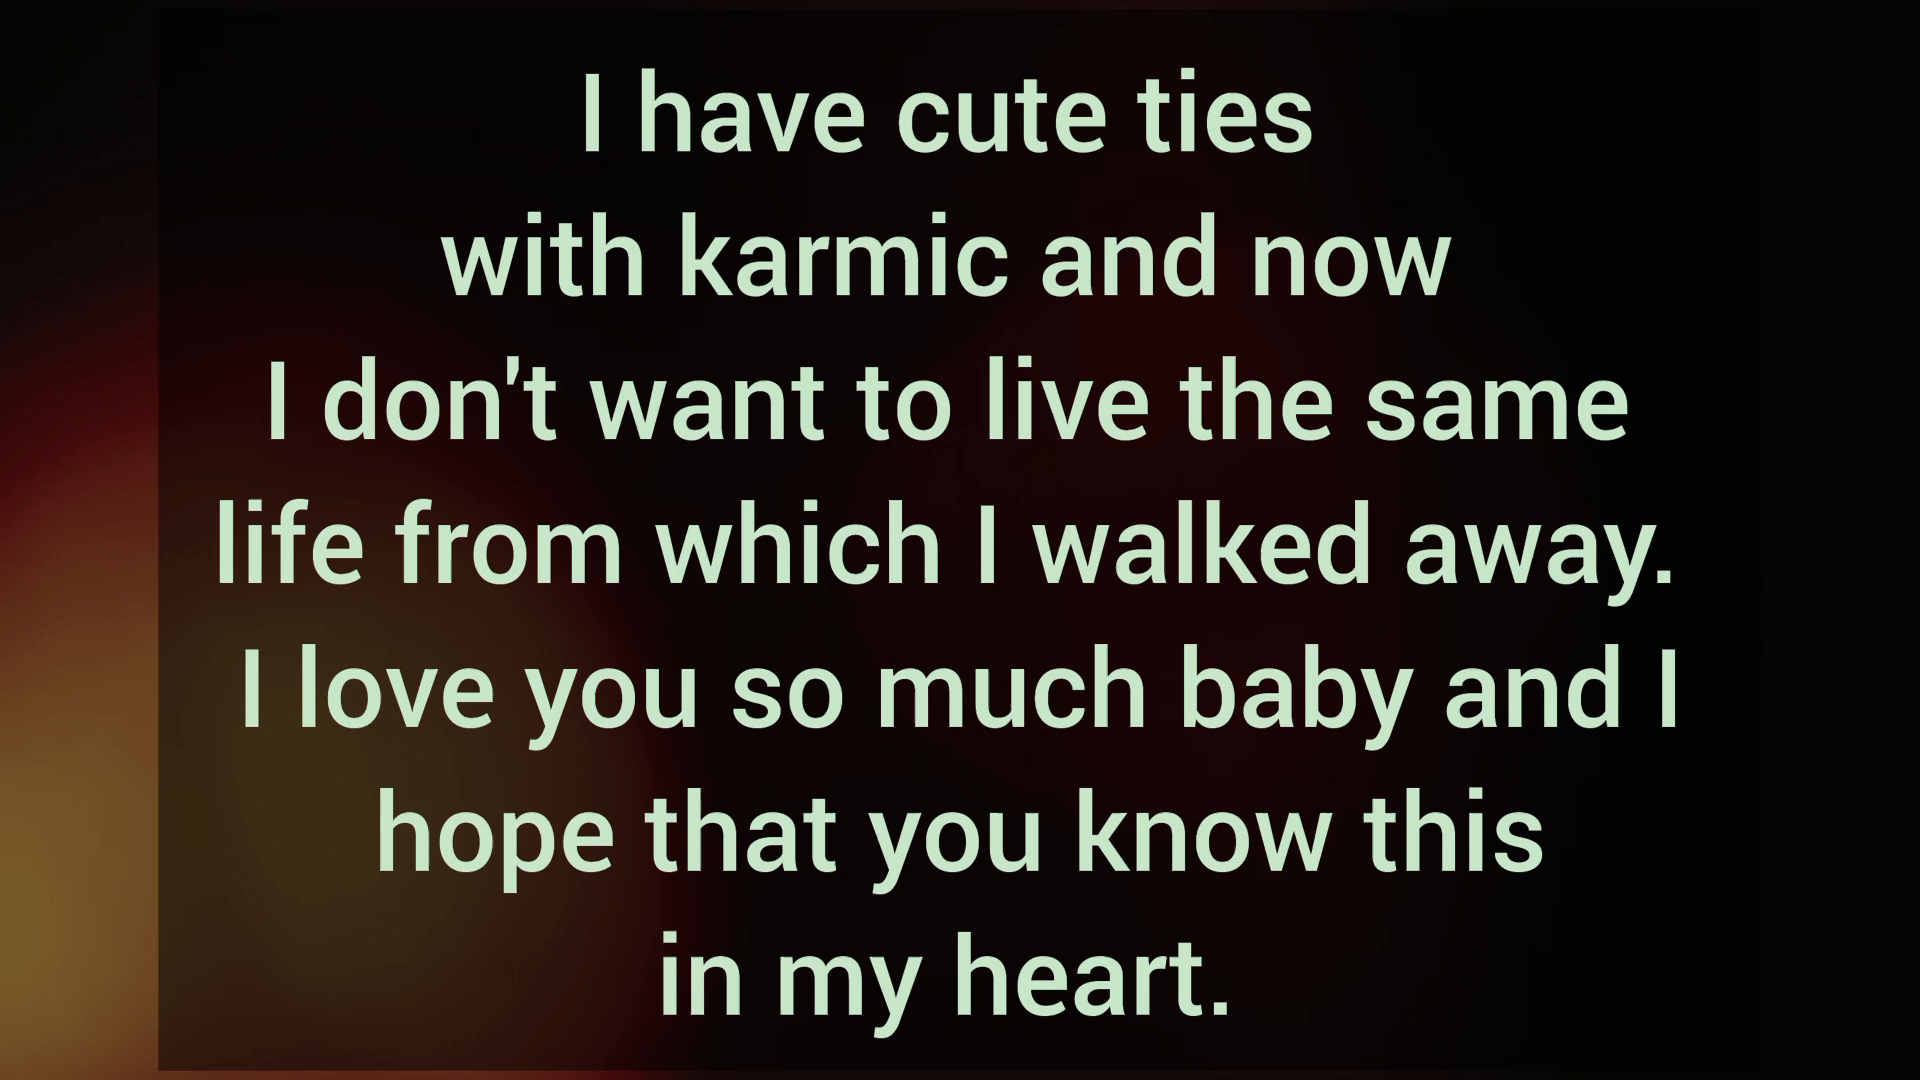 I have cute ties
with karmic and now
I don't want to live the same
life from which I walked away.
I love you so much baby and I
hope that you know this
in my heart.